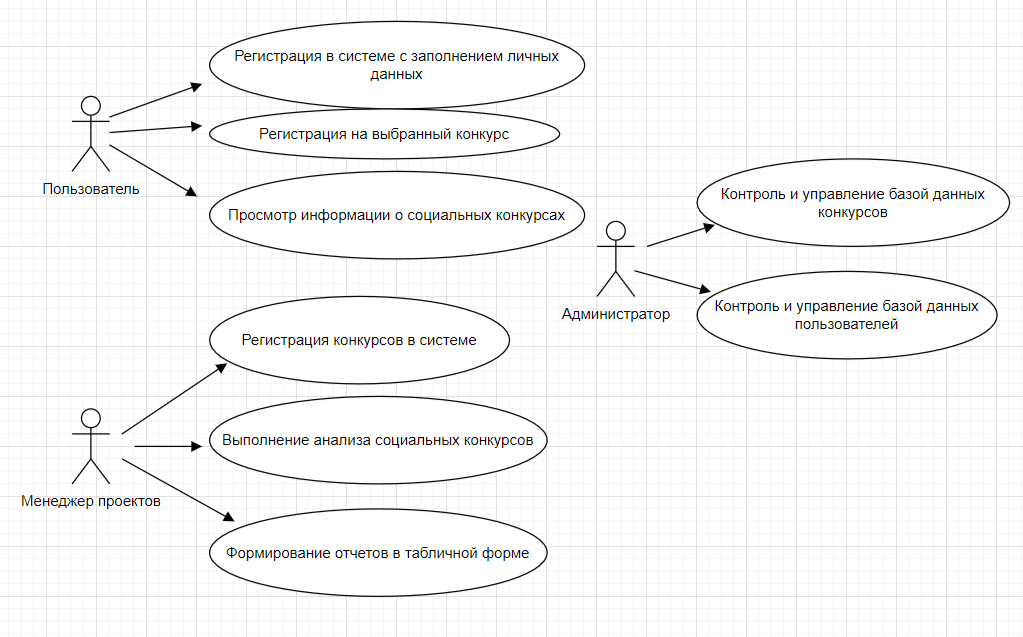 Регистрация в системе с заполнением личных
данных
Регистрация на выбранный конкурс
Пользователь
Просмотр информации о социальных конкурсах
Контроль и управление базой данных
конкурсов
Администратор
Контроль и управление базой данных
пользователей
Регистрация конкурсов в системе
Выполнение анализа социальных конкурсов
Менеджер проектов
Формирование отчетов в табличной форме